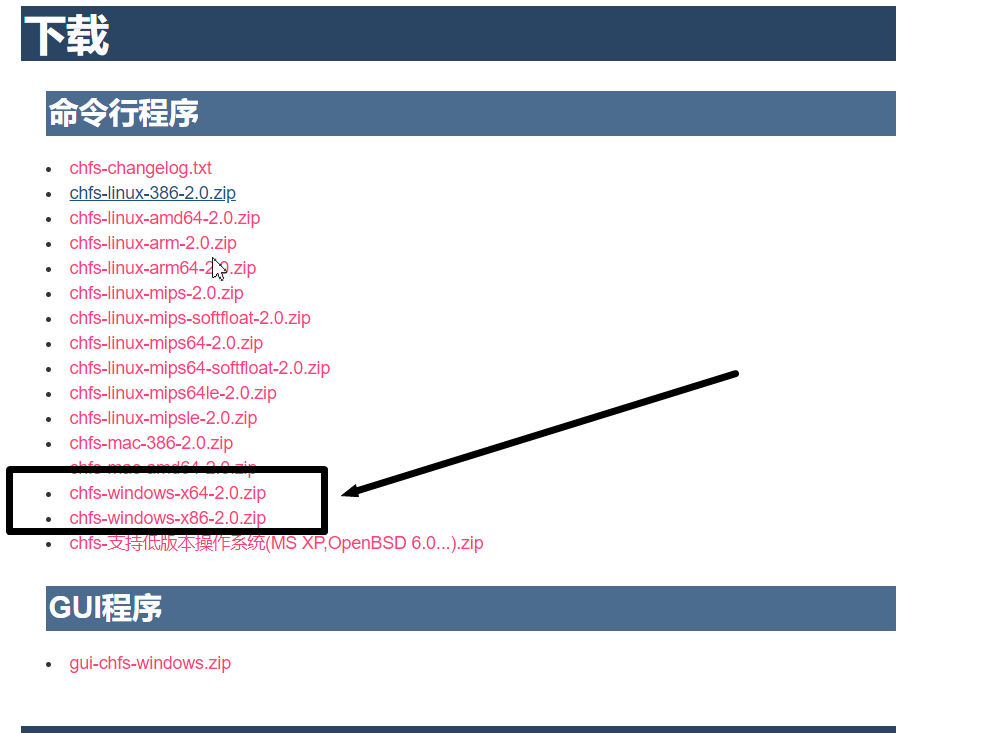 下载
命令行程序
chfs-changelog.txt
chfs-linux-386-2.0.zip
chfs-linux-amd64-2.0.zip
chfs-linux-arm-2.0.zip
chfs-linux-arm64-2.0.zip
chfs-linux-mips-2.0.zip
chfs-linux-mips-softfloat-2.0.zip
chfs-linux-mips64-2.0.zip
chfs-linux-mips64-softfloat-2.0.zip
chfs-linux-mips64le-2.0.zip
chfs-linux-mipsle-2.0.zip
chfs-mac-386-2.0.zip
chfs-mac-amd64-2.0.zip
chfs-windows-x64-2.0.zip
chfs-windows-x86-2.0.zip
chfs-支持低版本操作系统(MS XP,OpenBSD 6.0...).zip
GUI程序
gui-chfs-windows.zip